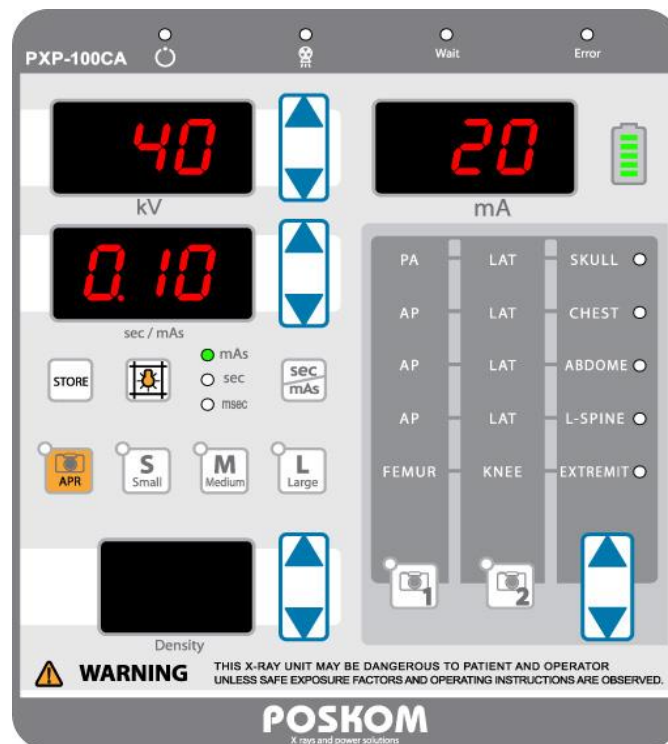 PXP-100CA
Wait
Error
40
20
kV
mA
0.10
sec / mAs
mAs
sec
msec
STORE
sec
mAs
APR
S
Small
M
Medium
L
Large
PA LAT SKULL
AP LAT CHEST
AP LAT ABDOME
AP LAT L-SPINE
FEMUR KNEE EXTREMIT
1
2
Density
WARNING
THIS X-RAY UNIT MAY BE DANGEROUS TO PATIENT AND OPERATOR
UNLESS SAFE EXPOSURE FACTORS AND OPERATING INSTRUCTIONS ARE OBSERVED.
POSKOM
X rays and power solutions